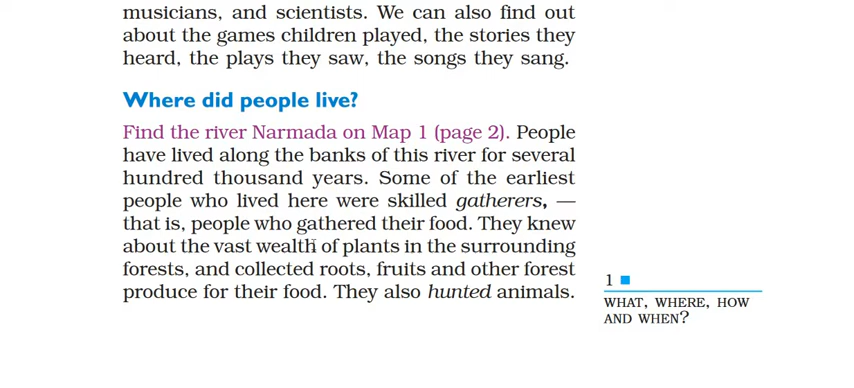 musicians, and scientists. We can also find out
about the games children played, the stories they
heard, the plays they saw, the songs they sang.
Where did people live?
Find the river Narmada on Map 1 (page 2). People
have lived along the banks of this river for several
hundred thousand years. Some of the earliest
people who lived here were skilled gatherers, —
that is, people who gathered their food. They knew
about the vast wealth of plants in the surrounding
forests, and collected roots, fruits and other forest
produce for their food. They also hunted animals.
1
WHAT, WHERE, HOW
AND WHEN?